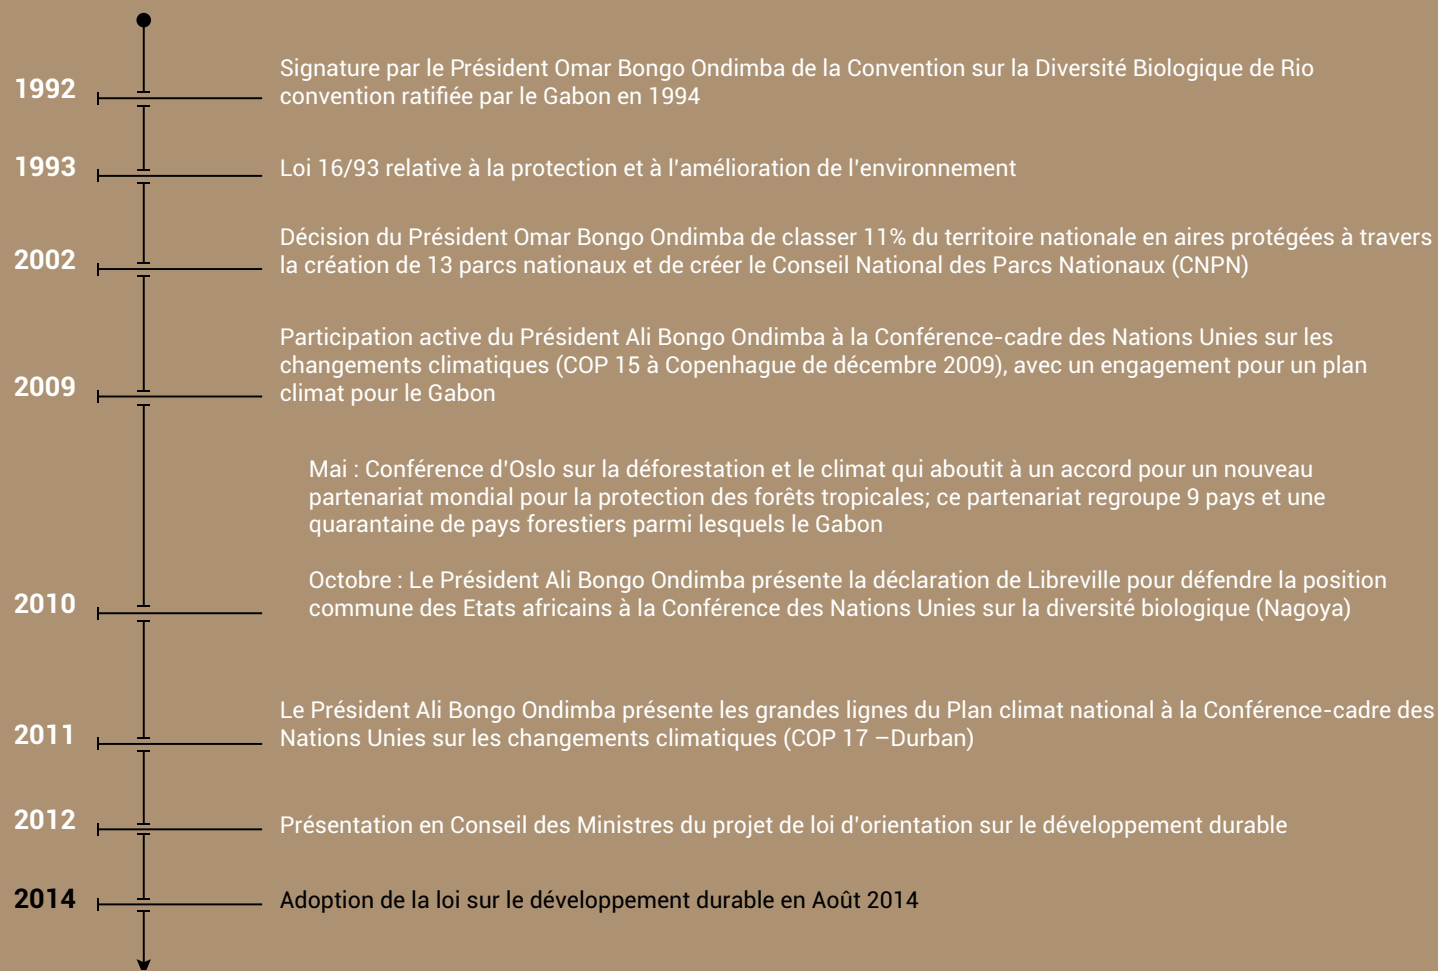 1992
Signature par le Président Omar Bongo Ondimba de la Convention sur la Diversité Biologique de Rio
convention ratifiée par le Gabon en 1994
1993
Loi 16/93 relative à la protection et à l'amélioration de l'environnement
2002
Décision du Président Omar Bongo Ondimba de classer 11% du territoire nationale en aires protégées à travers
la création de 13 parcs nationaux et de créer le Conseil National des Parcs Nationaux (CNPN)
2009
Participation active du Président Ali Bongo Ondimba à la Conférence-cadre des Nations Unies sur les
changements climatiques (COP 15 à Copenhague de décembre 2009), avec un engagement pour un plan
climat pour le Gabon
2010
Mai : Conférence d'Oslo sur la déforestation et le climat qui aboutit à un accord pour un nouveau
partenariat mondial pour la protection des forêts tropicales; ce partenariat regroupe 9 pays et une
quarantaine de pays forestiers parmi lesquels le Gabon
Octobre : Le Président Ali Bongo Ondimba présente la déclaration de Libreville pour défendre la position
commune des Etats africains à la Conférence des Nations Unies sur la diversité biologique (Nagoya)
2011
Le Président Ali Bongo Ondimba présente les grandes lignes du Plan climat national à la Conférence-cadre des
Nations Unies sur les changements climatiques (COP 17 –Durban)
2012
Présentation en Conseil des Ministres du projet de loi d'orientation sur le développement durable
2014
Adoption de la loi sur le développement durable en Août 2014